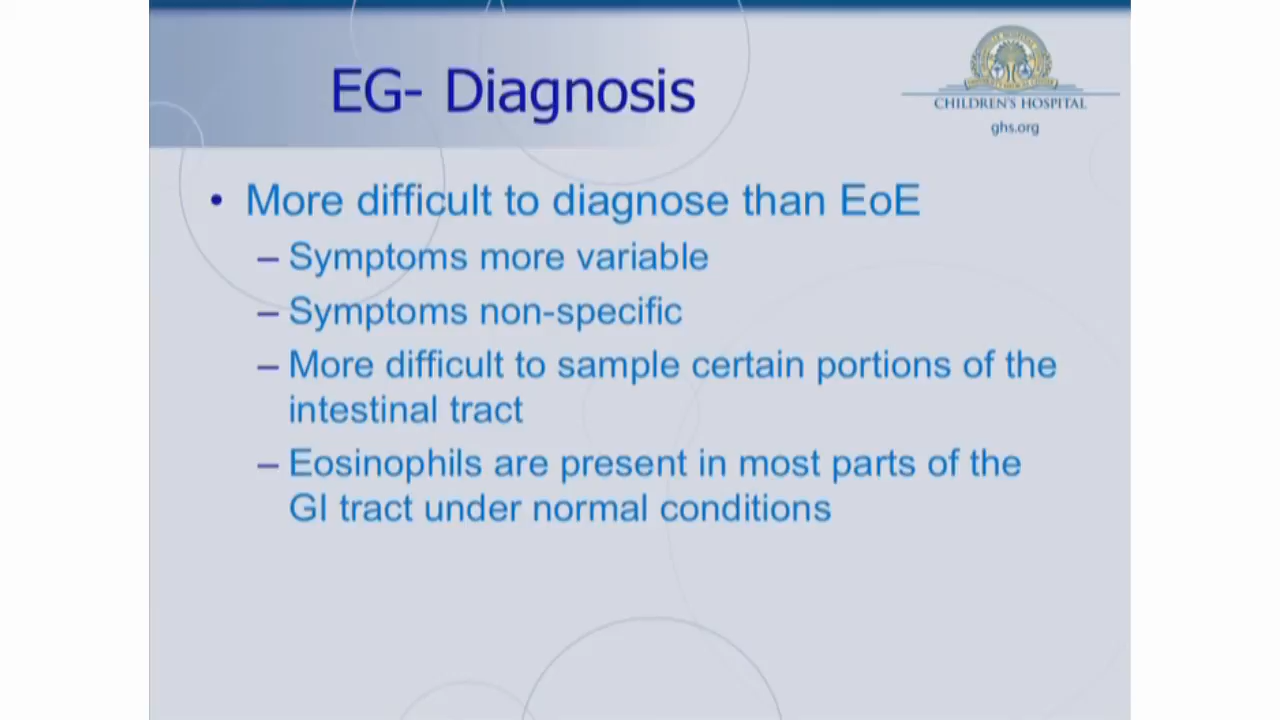 EG- Diagnosis
CHILDREN'S HOSPITAL
ghs.org
• More difficult to diagnose than EoE
– Symptoms more variable
– Symptoms non-specific
– More difficult to sample certain portions of the
intestinal tract
– Eosinophils are present in most parts of the
GI tract under normal conditions